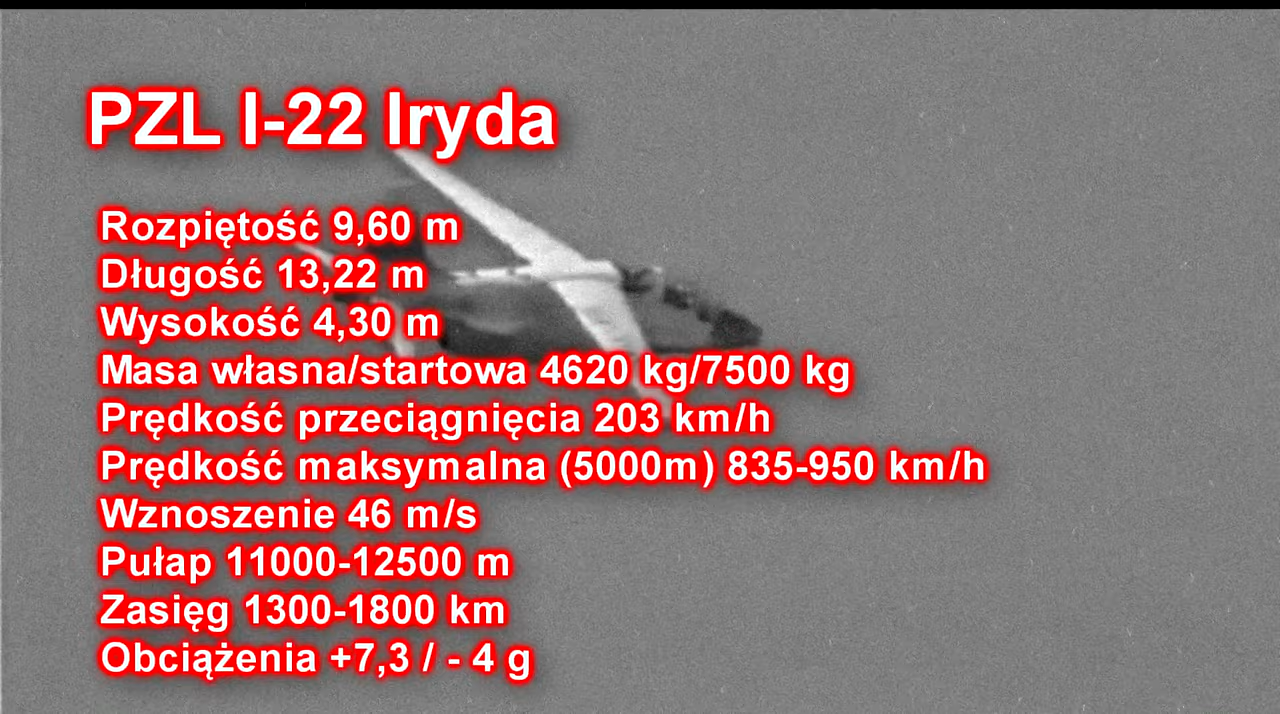 PZL I-22 Iryda
Rozpiętość 9,60 m
Długość 13,22 m
Wysokość 4,30 m
Masa własna/startowa 4620 kg/7500 kg
Prędkość przeciągnięcia 203 km/h
Prędkość maksymalna (5000m) 835-950 km/h
Wznoszenie 46 m/s
Pułap 11000-12500 m
Zasięg 1300-1800 km
Obciążenia +7,3 / - 4 g